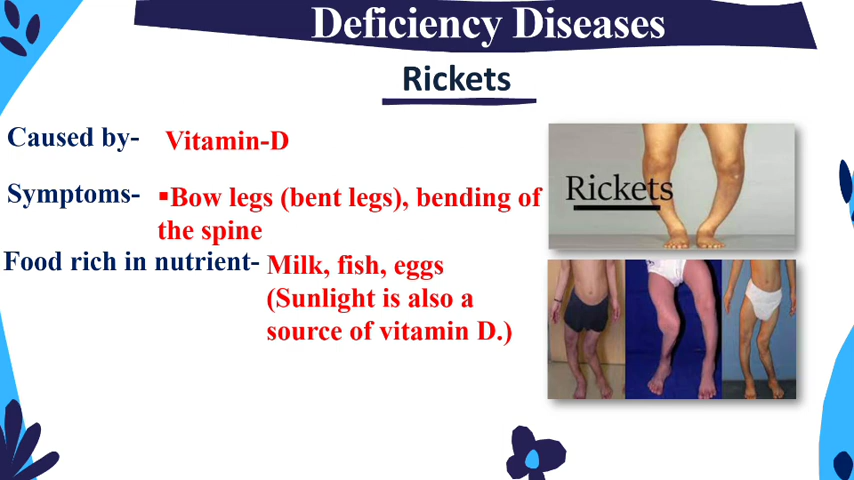 Deficiency Diseases
Rickets
Caused by- Vitamin-D
Symptoms- ▪Bow legs (bent legs), bending of
the spine
Food rich in nutrient- Milk, fish, eggs
(Sunlight is also a
source of vitamin D.)
Rickets